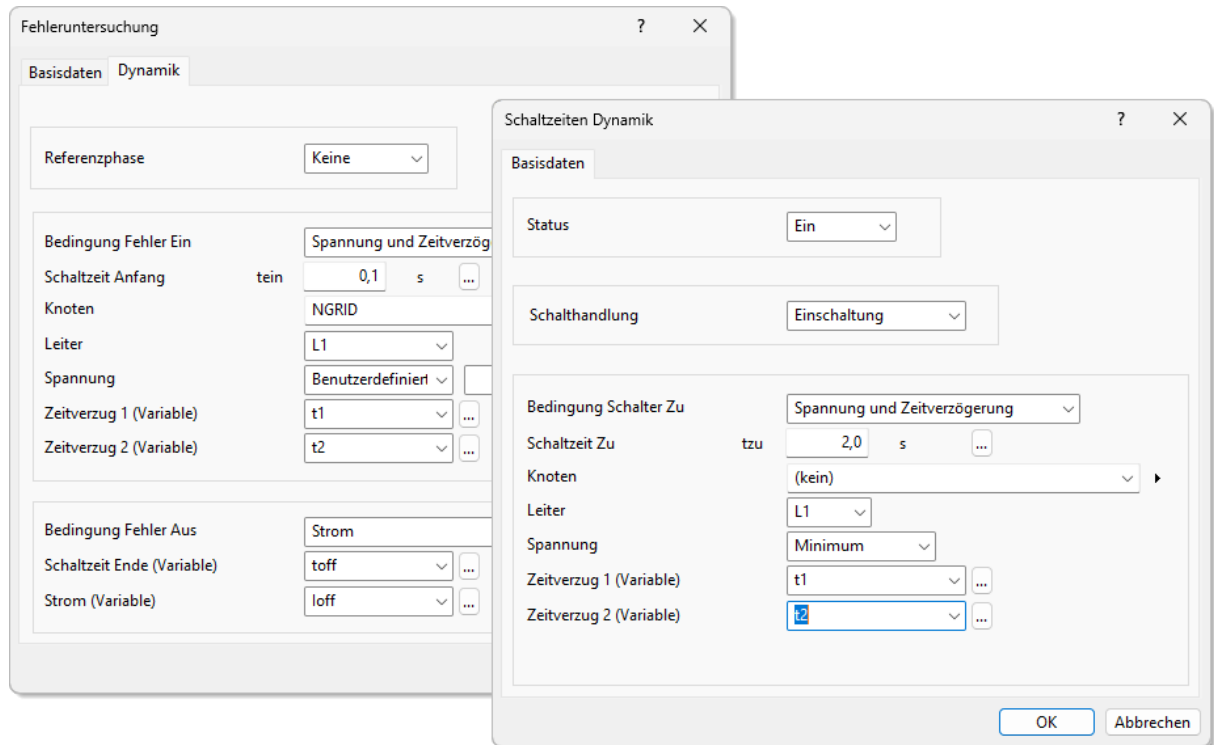 Fehleruntersuchung ?
Basisdaten Dynamik
Referenzphase Keine
Bedingung Fehler Ein Spannung und Zeitverzög
Schaltzeit Anfang tein 0,1 s ...
Knoten NGRID
Leiter L1
Spannung Benutzerdefiniert
Zeitverzug 1 (Variable) t1 ...
Zeitverzug 2 (Variable) t2 ...
Bedingung Fehler Aus Strom
Schaltzeit Ende (Variable) toff ...
Strom (Variable) Ioff ...
Schaltzeiten Dynamik ?
Basisdaten
Status Ein
Schalthandlung Einschaltung
Bedingung Schalter Zu Spannung und Zeitverzögerung
Schaltzeit Zu tzu 2,0 s ...
Knoten (kein)
Leiter L1
Spannung Minimum
Zeitverzug 1 (Variable) t1 ...
Zeitverzug 2 (Variable) t2 ...
OK Abbrechen